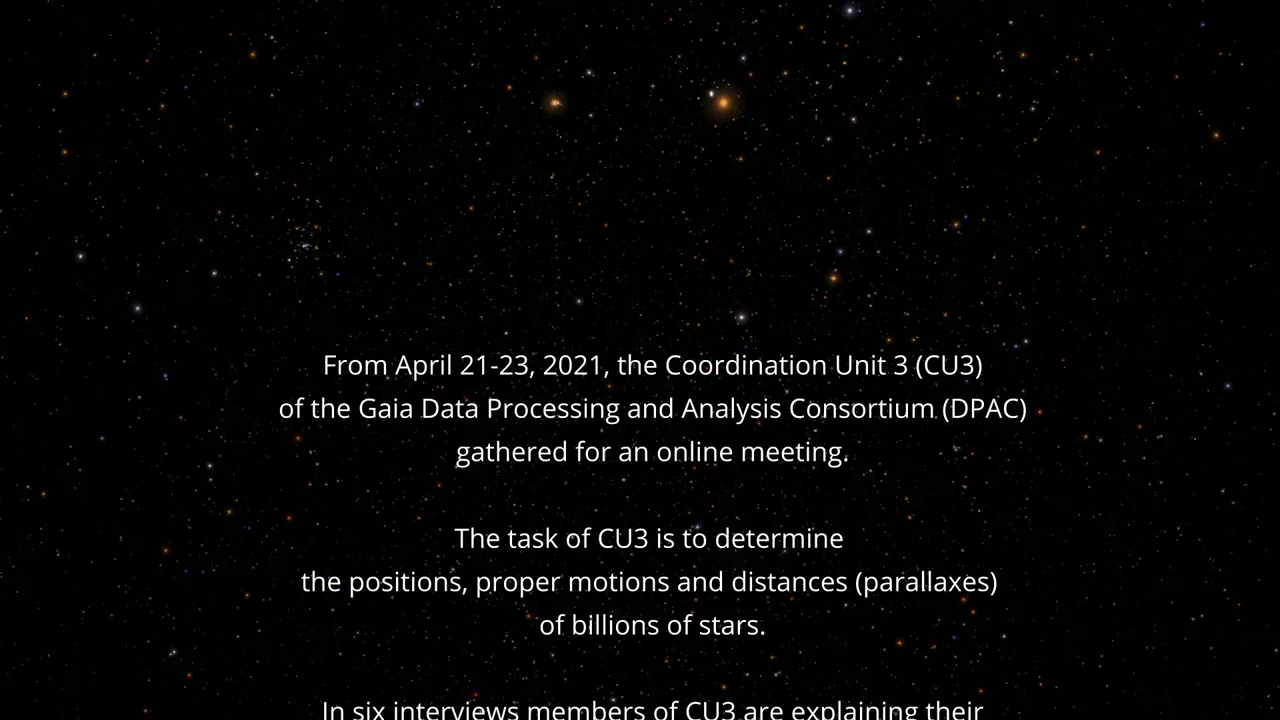 From April 21-23, 2021, the Coordination Unit 3 (CU3)
of the Gaia Data Processing and Analysis Consortium (DPAC)
gathered for an online meeting.
The task of CU3 is to determine
the positions, proper motions and distances (parallaxes)
of billions of stars.
In six interviews members of CU3 are explaining their